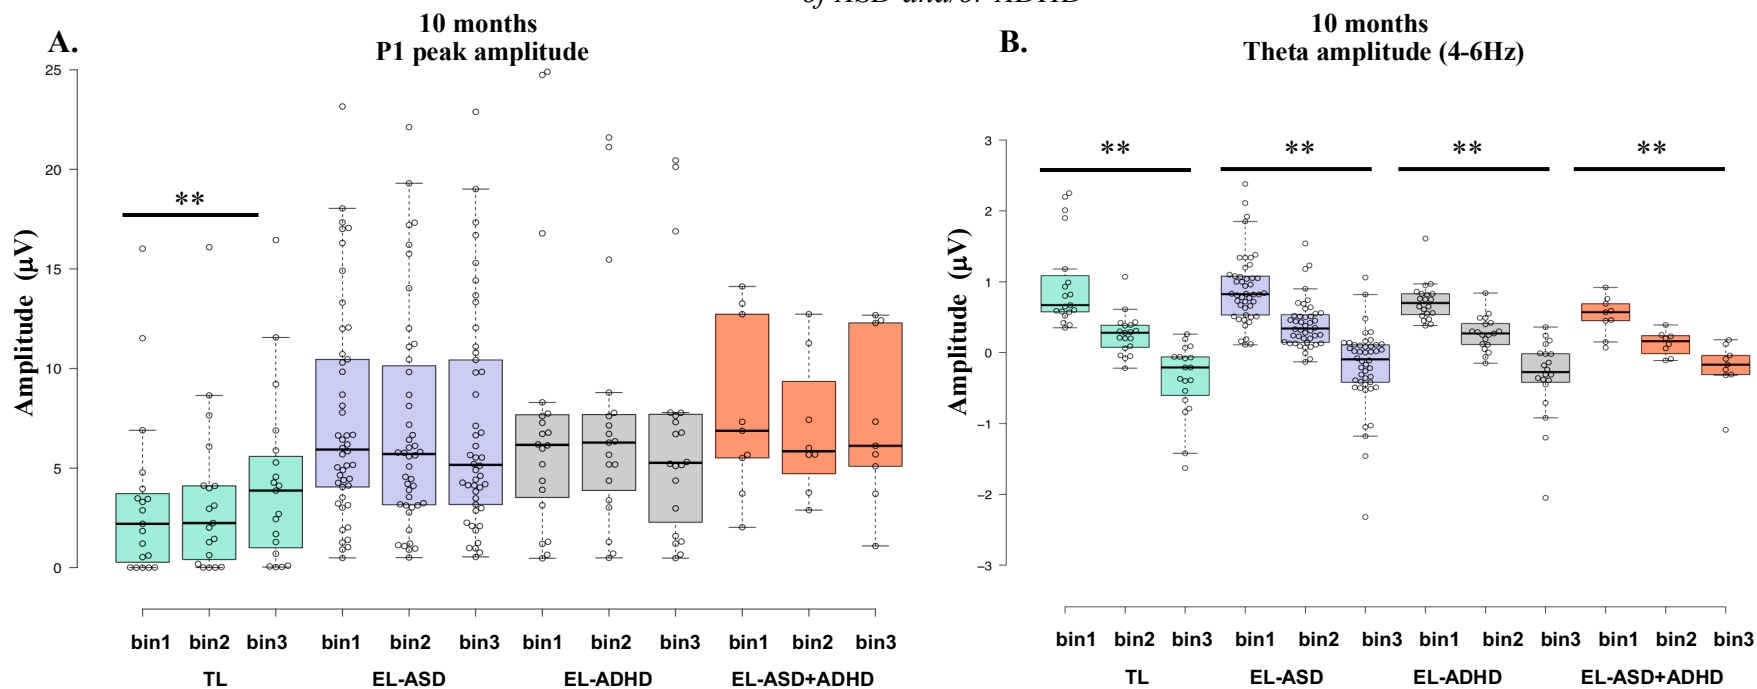 of ASD and/or ADHD
A.
10 months
P1 peak amplitude
25
20
15
10
5
0
Amplitude (µV)
**
bin1 bin2 bin3 bin1 bin2 bin3 bin1 bin2 bin3 bin1 bin2 bin3
TL EL-ASD EL-ADHD EL-ASD+ADHD
B.
10 months
Theta amplitude (4-6Hz)
3
2
1
0
−1
−2
−3
Amplitude (µV)
** ** ** **
bin1 bin2 bin3 bin1 bin2 bin3 bin1 bin2 bin3 bin1 bin2 bin3
TL EL-ASD EL-ADHD EL-ASD+ADHD